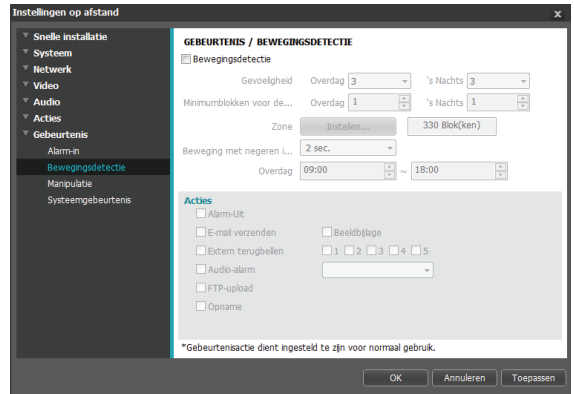 Instellingen op afstand x
Snelle installatie
Systeem
Netwerk
Video
Audio
Acties
Gebeurtenis
Alarm-in
Bewegingsdetectie
Manipulatie
Systeemgebeurtenis
GEBEURTENIS / BEWEGINGSDETECTIE
Bewegingsdetectie
Gevoeligheid Overdag 3 's Nachts 3
Minimumblokken voor de... Overdag 1 's Nachts 1
Zone Instellen... 330 Blok(ken)
Beweging met negeren i... 2 sec.
Overdag 09:00 ~ 18:00
Acties
Alarm-Uit
E-mail verzenden Beeldbijlage
Extern terugbellen 1 2 3 4 5
Audio-alarm
FTP-upload
Opname
*Gebeurtenisactie dient ingesteld te zijn voor normaal gebruik.
OK Annuleren Toepassen